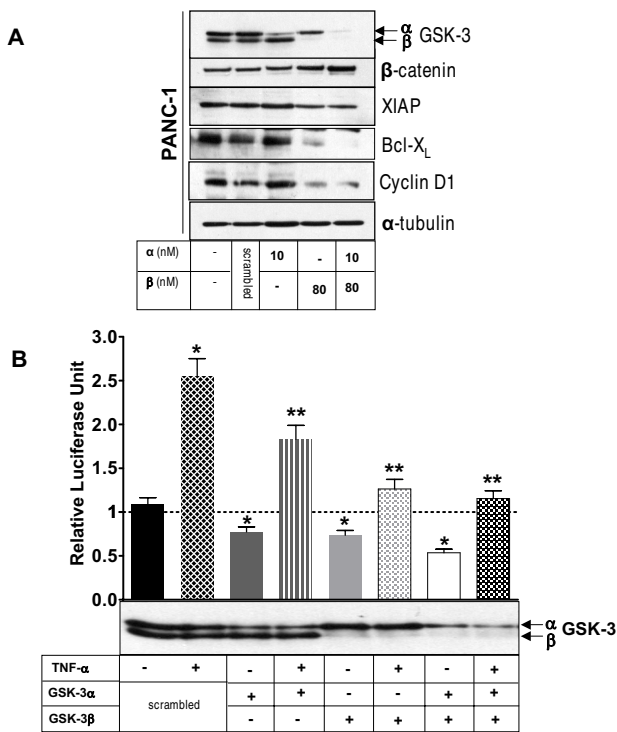 A
PANC-1
α
β GSK-3
β-catenin
XIAP
Bcl-XL
Cyclin D1
α-tubulin
α (nM) - scrambled 10 - 10
β (nM) - - 80 80
B
Relative Luciferase Unit
3.0
2.5
2.0
1.5
1.0
0.5
0.0
* ** * * ** * **
α GSK-3
β
TNF-α - + - + - + - +
GSK-3α scrambled + + - - + +
GSK-3β - - + + + +